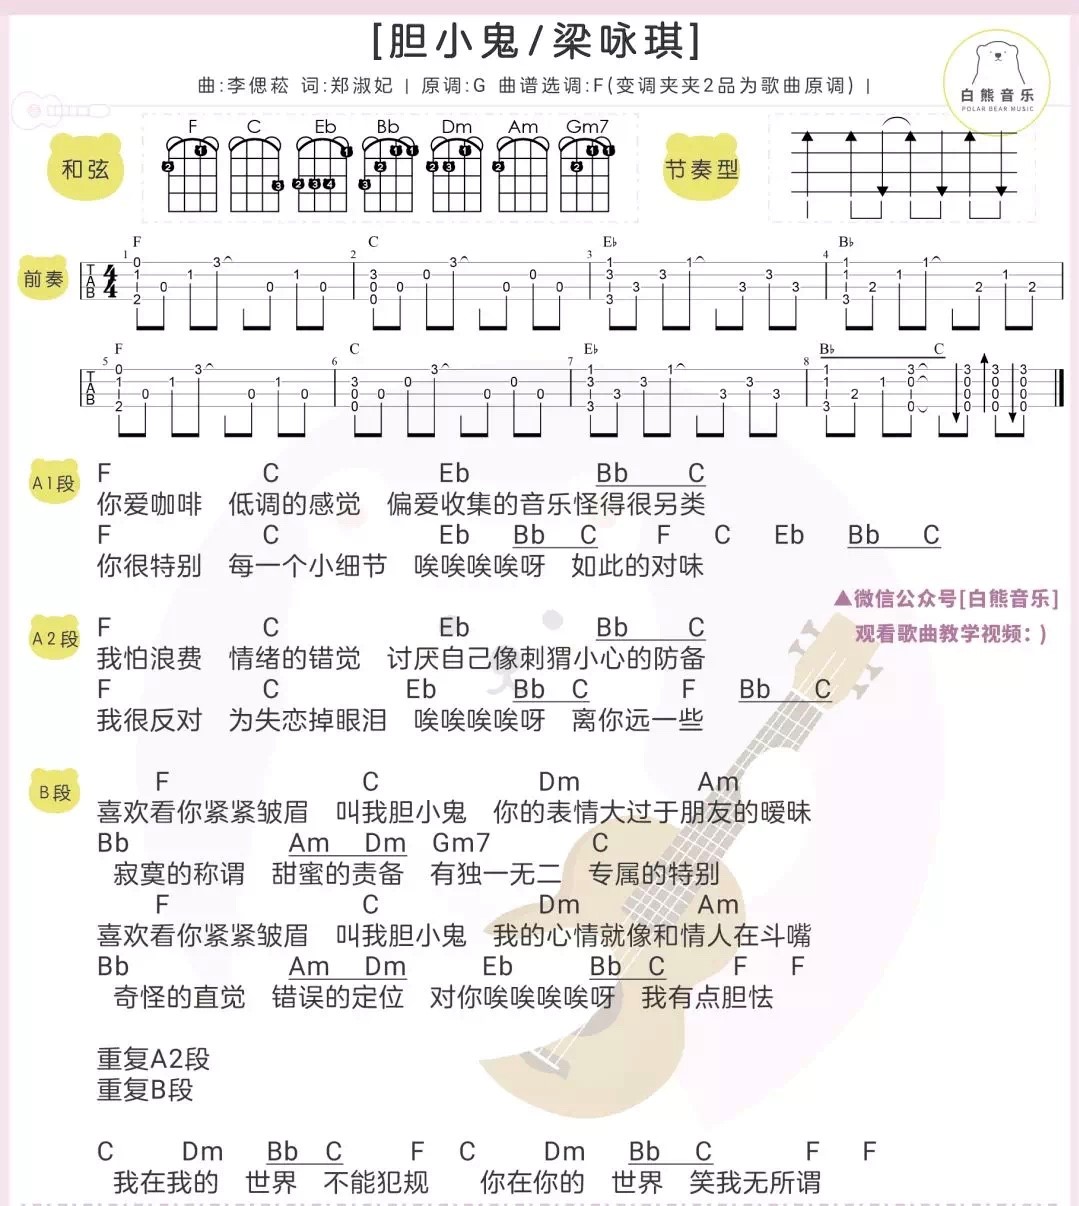 [胆小鬼/梁咏琪]
曲:李偲菘 词:郑淑妃 | 原调:G 曲谱选调:F(变调夹夹2品为歌曲原调) |
白熊音乐
POLAR BEAR MUSIC
和弦
F C Eb Bb Dm Am Gm7
节奏型
前奏
F C E♭ B♭
F C E♭ B♭ C
A1段
F C Eb Bb C
你爱咖啡 低调的感觉 偏爱收集的音乐怪得很另类
F C Eb Bb C F C Eb Bb C
你很特别 每一个小细节 唉唉唉唉呀 如此的对味
▲微信公众号[白熊音乐]
观看歌曲教学视频：)
A2段
F C Eb Bb C
我怕浪费 情绪的错觉 讨厌自己像刺猬小心的防备
F C Eb Bb C F Bb C
我很反对 为失恋掉眼泪 唉唉唉唉呀 离你远一些
B段
F C Dm Am
喜欢看你紧紧皱眉 叫我胆小鬼 你的表情大过于朋友的暧昧
Bb Am Dm Gm7 C
寂寞的称谓 甜蜜的责备 有独一无二 专属的特别
F C Dm Am
喜欢看你紧紧皱眉 叫我胆小鬼 我的心情就像和情人在斗嘴
Bb Am Dm Eb Bb C F F
奇怪的直觉 错误的定位 对你唉唉唉唉呀 我有点胆怯
重复A2段
重复B段
C Dm Bb C F C Dm Bb C F F
我在我的 世界 不能犯规 你在你的 世界 笑我无所谓